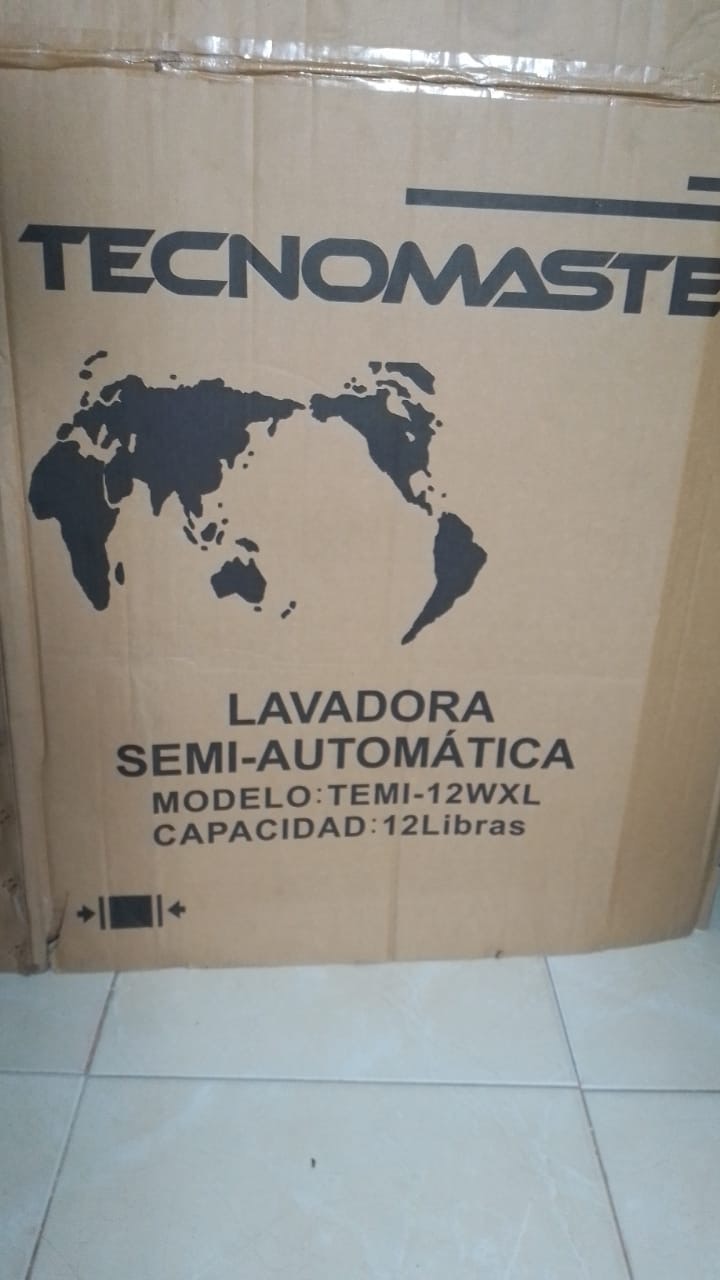 TECNOMASTE
LAVADORA
SEMI-AUTOMÁTICA
MODELO:TEMI-12WXL
CAPACIDAD:12Libras